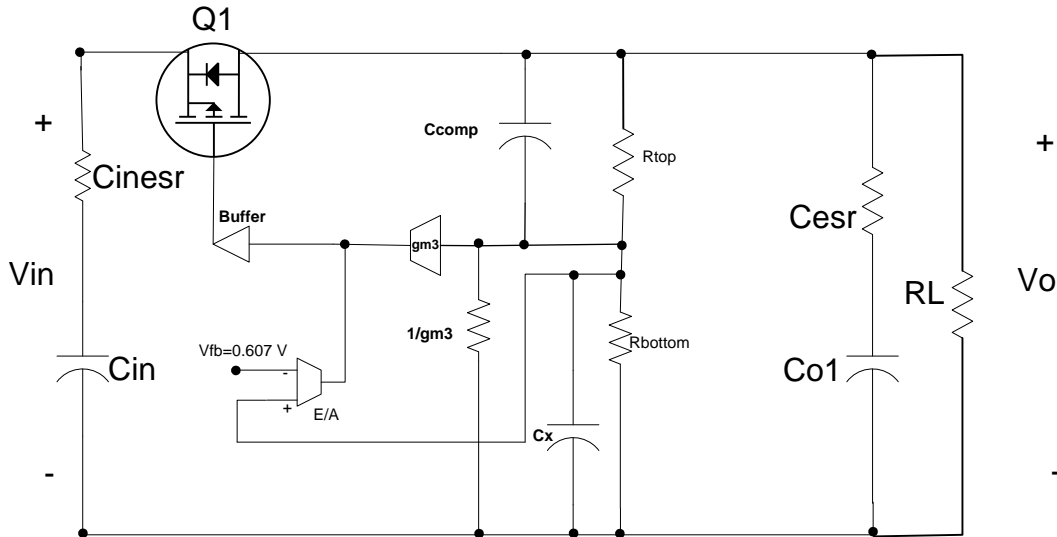 Q1
+
Cinesr
Vin
Cin
-
Buffer
Ccomp
gm3
1/gm3
Vfb=0.607 V
-
+
E/A
Cx
Rtop
Rbottom
Cesr
Co1
RL
+
Vo
-